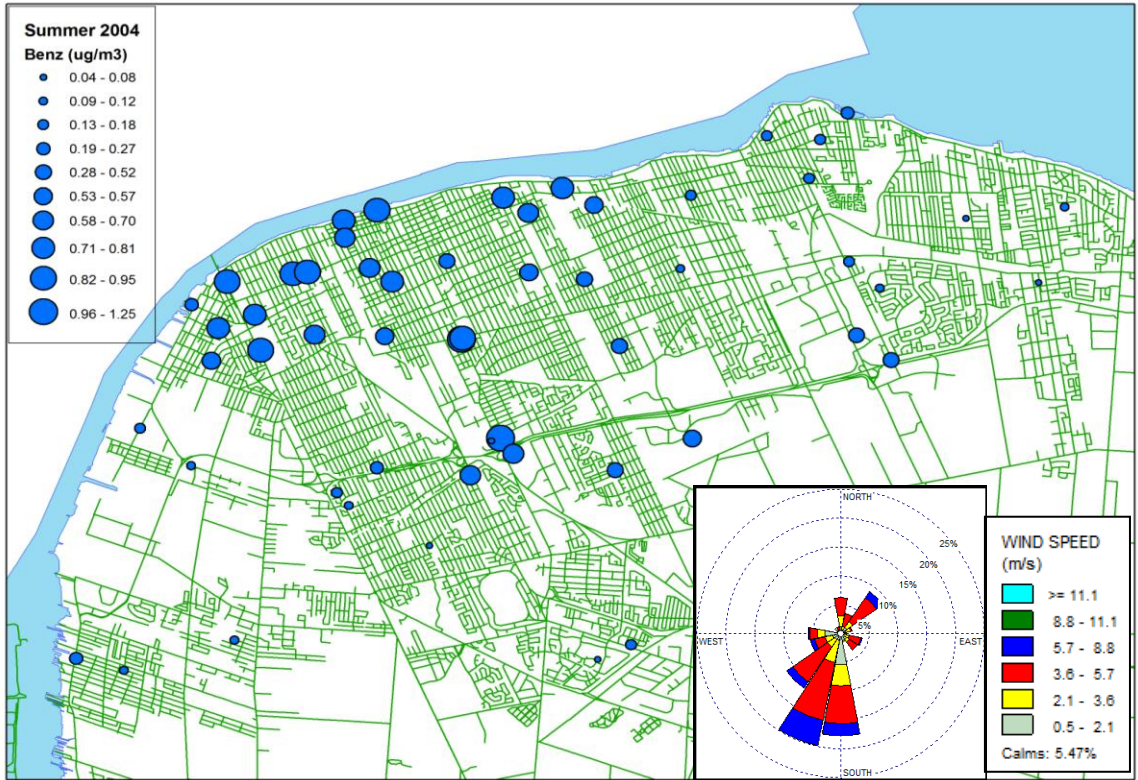 Summer 2004
Benz (ug/m3)
0.04 - 0.08
0.09 - 0.12
0.13 - 0.18
0.19 - 0.27
0.28 - 0.52
0.53 - 0.57
0.58 - 0.70
0.71 - 0.81
0.82 - 0.95
0.96 - 1.25
NORTH
25%
20%
15%
10%
5%
WEST
EAST
SOUTH
WIND SPEED
(m/s)
>= 11.1
8.8 - 11.1
5.7 - 8.8
3.6 - 5.7
2.1 - 3.6
0.5 - 2.1
Calms: 5.47%